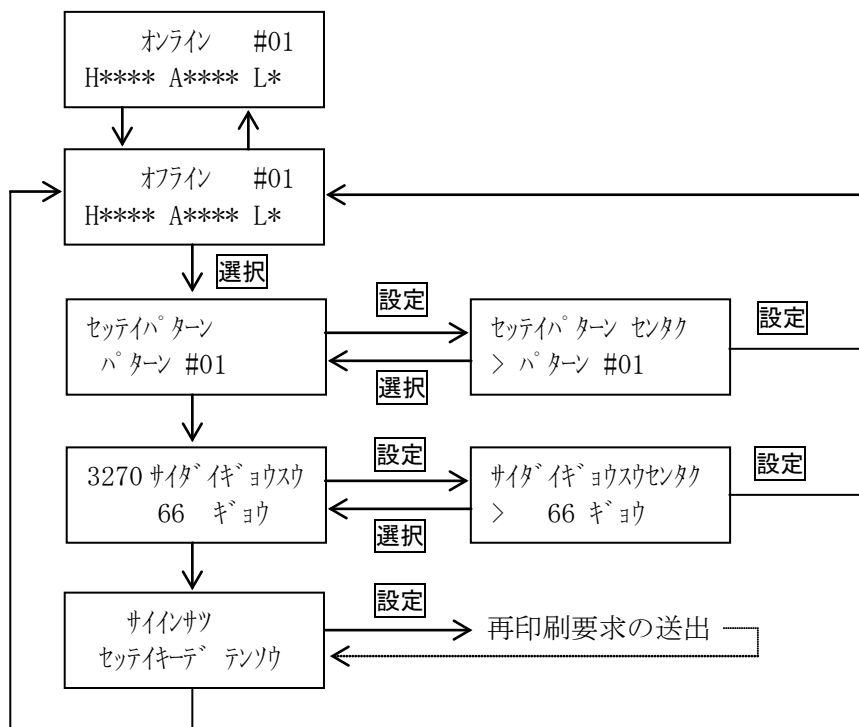 オンライン #01
H**** A**** L*
オフライン #01
H**** A**** L*
選択
セッテイパターン
パターン #01
設定
選択
セッテイパターン センタク
> パターン #01
設定
3270 サイダイギョウスウ
66 ギョウ
設定
選択
サイダイギョウスウセンタク
> 66 ギョウ
設定
サイインサツ
セッテイキーデ テンソウ
設定
再印刷要求の送出